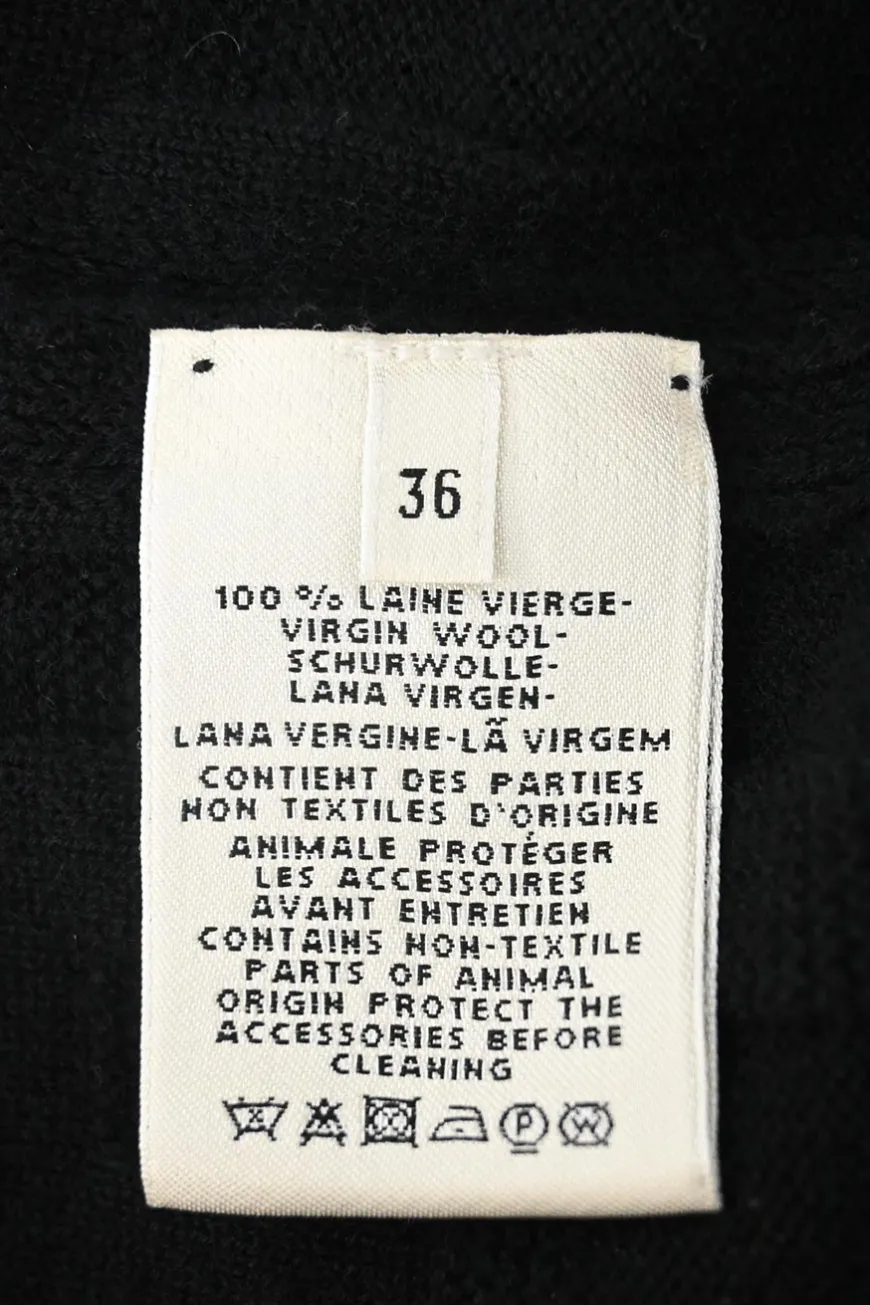 36
100 % LAINE VIERGE-
VIRGIN WOOL-
SCHURWOLLE-
LANA VIRGEN-
LANA VERGINE-LÃ VIRGEM
CONTIENT DES PARTIES
NON TEXTILES D'ORIGINE
ANIMALE PROTÉGER
LES ACCESSOIRES
AVANT ENTRETIEN
CONTAINS NON-TEXTILE
PARTS OF ANIMAL
ORIGIN PROTECT THE
ACCESSORIES BEFORE
CLEANING
P W